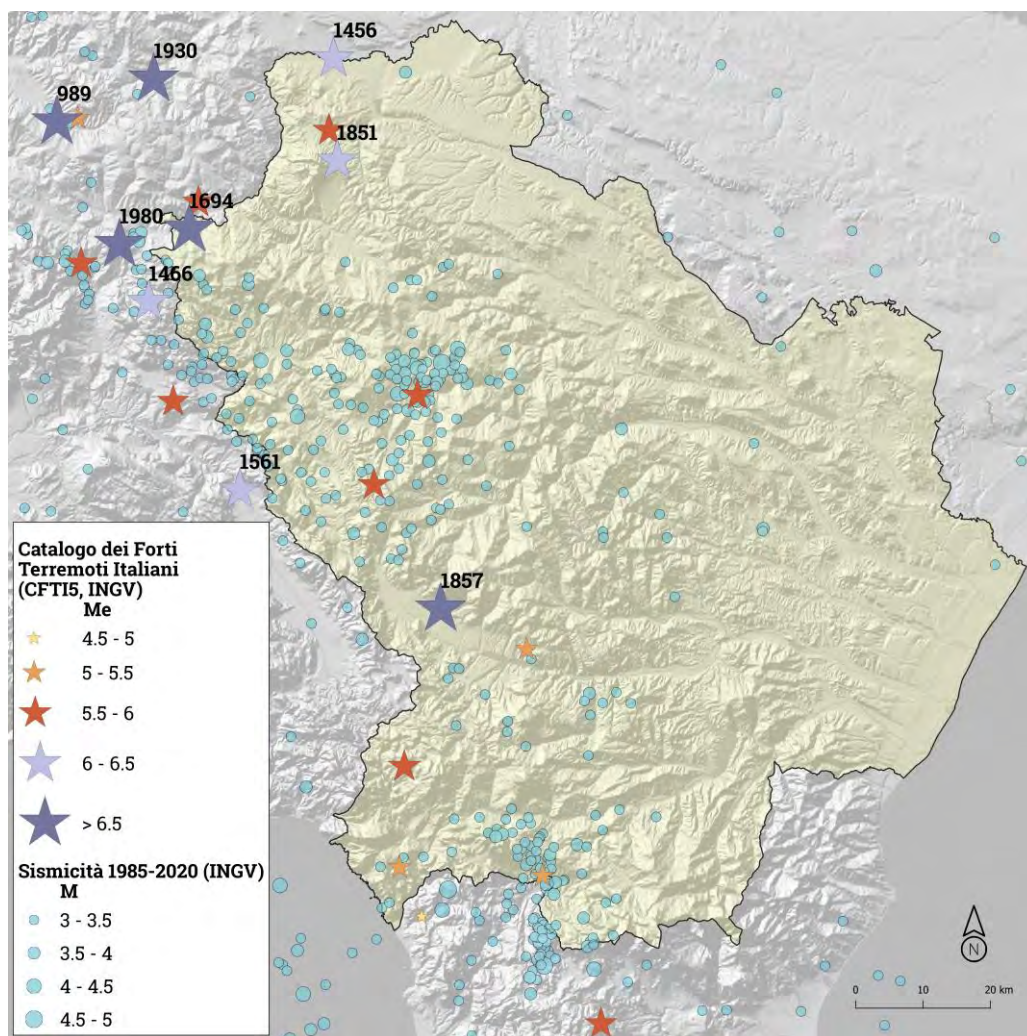 1456
1930
989
1851
1694
1980
1466
1561
1857
Catalogo dei Forti
Terremoti Italiani
(CFTI5, INGV)
Me
4.5 - 5
5 - 5.5
5.5 - 6
6 - 6.5
> 6.5
Sismicità 1985-2020 (INGV)
M
3 - 3.5
3.5 - 4
4 - 4.5
4.5 - 5
N
0 10 20 km